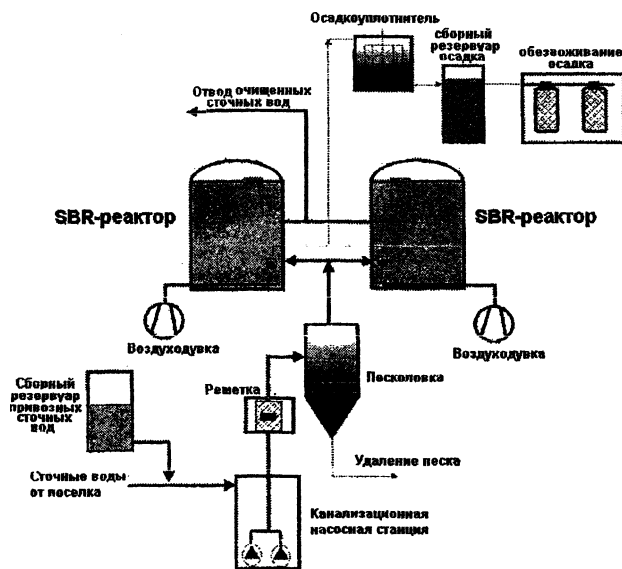 Осадкоуплотнитель
сборный
резервуар
осадка
обезвоживание
осадка
Отвод очищенных
сточных вод
SBR-реактор
SBR-реактор
Воздуходувка
Воздуходувка
Сборный
резервуар
привозных
сточных
вод
Решетка
Песколовка
Удаление песка
Сточные воды
от поселка
Канализационная
насосная станция